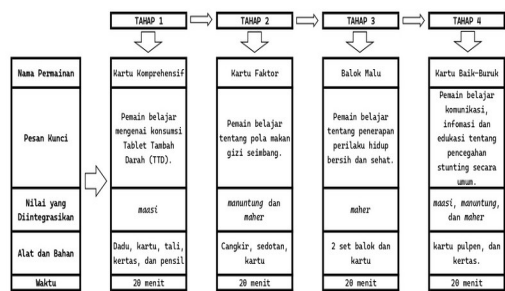 TAHAP 1
TAHAP 2
TAHAP 3
TAHAP 4
Nama Permainan
Kartu Komprehensif
Kartu Faktor
Balok Malu
Kartu Baik-Buruk
Pesan Kunci
Pemain belajar
mengenai konsumsi
Tablet Tambah
Darah (TTD).
Pemain belajar
tentang pola makan
gizi seimbang.
Pemain belajar
tentang penerapan
perilaku hidup
bersih dan sehat.
Pemain belajar
komunikasi,
infomasi dan
edukasi tentang
pencegahan
stunting secara
umum.
Nilai yang
Diintegrasikan
maasi
manuntung dan
maher
maher
maasi, manuntung,
dan maher
Alat dan Bahan
Dadu, kartu, tali,
kertas, dan pensil
Cangkir, sedotan,
kartu
2 set balok dan
kartu
kartu pulpen, dan
kertas.
Waktu
20 menit
20 menit
20 menit
20 menit